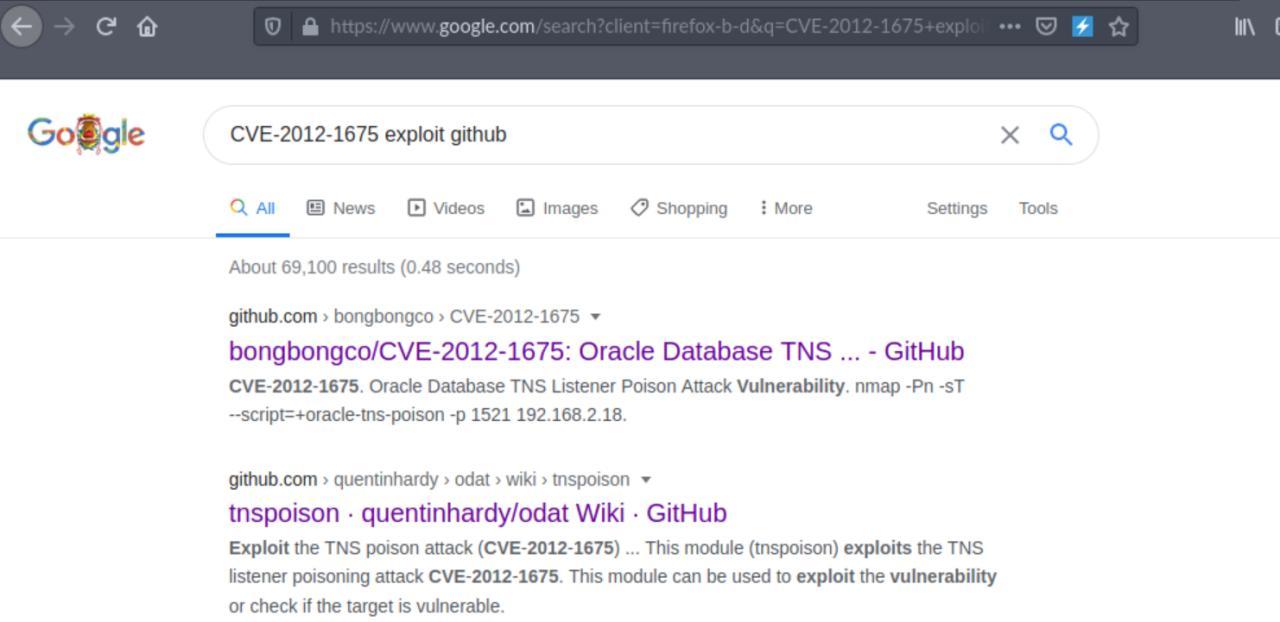 https://www.google.com/search?client=firefox-b-d&q=CVE-2012-1675+exploi
Google
CVE-2012-1675 exploit github
All News Videos Images Shopping More Settings Tools
About 69,100 results (0.48 seconds)
github.com › bongbongco › CVE-2012-1675
bongbongco/CVE-2012-1675: Oracle Database TNS ... - GitHub
CVE-2012-1675. Oracle Database TNS Listener Poison Attack Vulnerability. nmap -Pn -sT
--script=+oracle-tns-poison -p 1521 192.168.2.18.
github.com › quentinhardy › odat › wiki › tnspoison
tnspoison · quentinhardy/odat Wiki · GitHub
Exploit the TNS poison attack (CVE-2012-1675) ... This module (tnspoison) exploits the TNS
listener poisoning attack CVE-2012-1675. This module can be used to exploit the vulnerability
or check if the target is vulnerable.